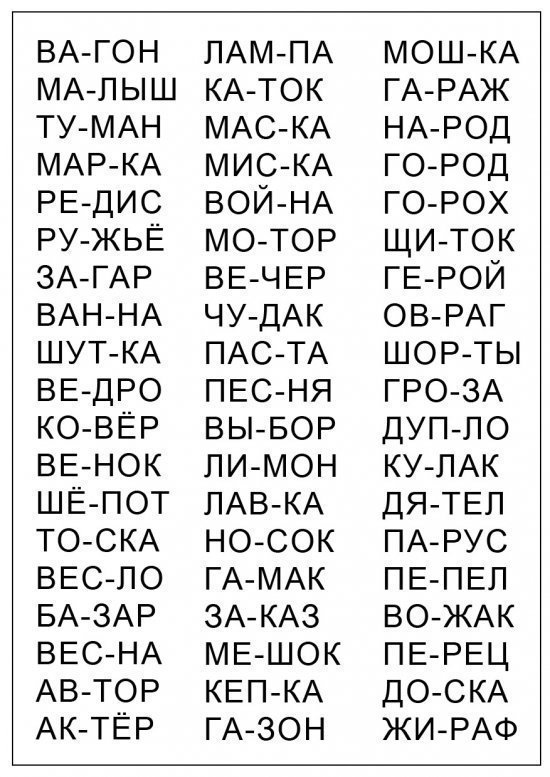 ВА-ГОН ЛАМ-ПА МОШ-КА
МА-ЛЫШ КА-ТОК ГА-РАЖ
ТУ-МАН МАС-КА НА-РОД
МАР-КА МИС-КА ГО-РОД
РЕ-ДИС ВОЙ-НА ГО-РОХ
РУ-ЖЬЁ МО-ТОР ЩИ-ТОК
ЗА-ГАР ВЕ-ЧЕР ГЕ-РОЙ
ВАН-НА ЧУ-ДАК ОВ-РАГ
ШУТ-КА ПАС-ТА ШОР-ТЫ
ВЕ-ДРО ПЕС-НЯ ГРО-ЗА
КО-ВЁР ВЫ-БОР ДУП-ЛО
ВЕ-НОК ЛИ-МОН КУ-ЛАК
ШЁ-ПОТ ЛАВ-КА ДЯ-ТЕЛ
ТО-СКА НО-СОК ПА-РУС
ВЕС-ЛО ГА-МАК ПЕ-ПЕЛ
БА-ЗАР ЗА-КАЗ ВО-ЖАК
ВЕС-НА МЕ-ШОК ПЕ-РЕЦ
АВ-ТОР КЕП-КА ДО-СКА
АК-ТЁР ГА-ЗОН ЖИ-РАФ